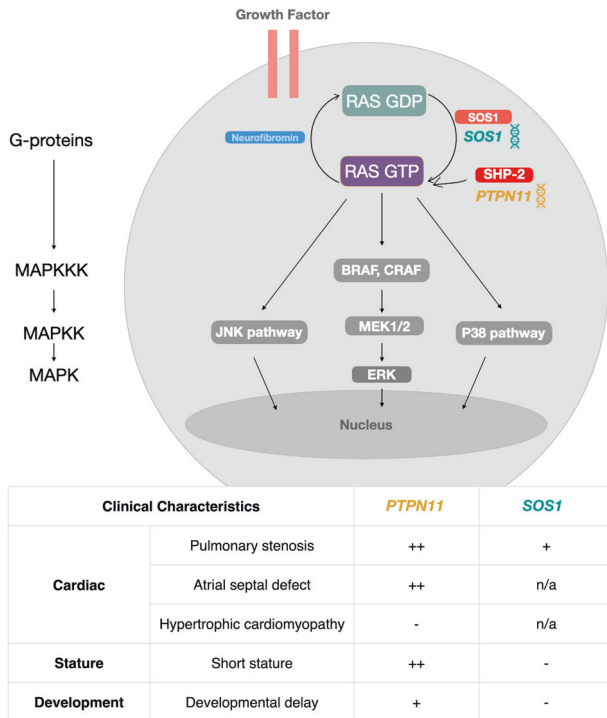 Growth Factor
RAS GDP
SOS1
SOS1
Neurofibromin
G-proteins
RAS GTP
SHP-2
PTPN11
MAPKKK
BRAF, CRAF
MAPKK
JNK pathway
MEK1/2
P38 pathway
MAPK
ERK
Nucleus
Clinical Characteristics PTPN11 SOS1
Cardiac
Pulmonary stenosis ++ +
Atrial septal defect ++ n/a
Hypertrophic cardiomyopathy - n/a
Stature Short stature ++ -
Development Developmental delay + -